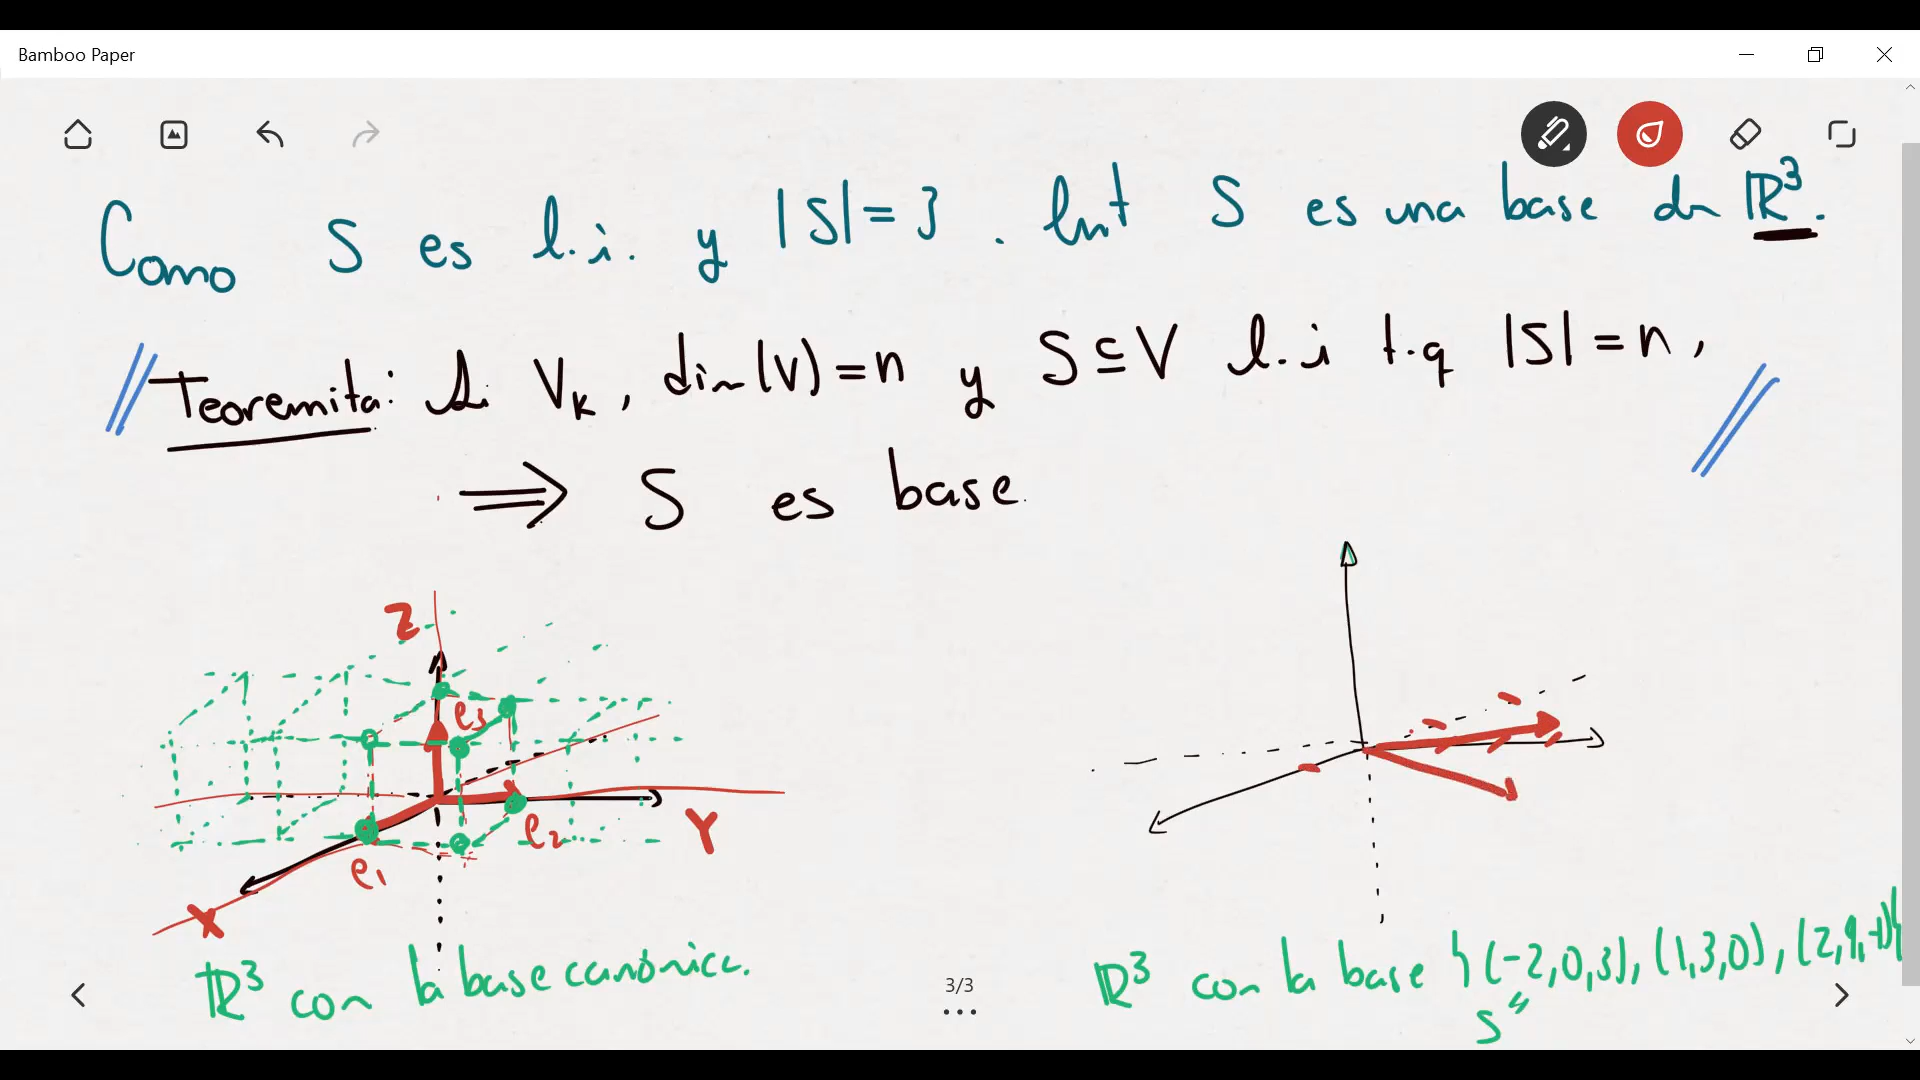 Bamboo Paper
Como S es l.i. y |S|=3. Ent S es una base de ℝ³.
Teoremita: Si V_K, dim(V)=n y S⊆V l.i t.q |S|=n,
⟹ S es base.
Z
e₃
e₂
Y
e₁
X
ℝ³ con la base canónica.
3/3
ℝ³ con la base {(-2,0,3), (1,3,0), (2,4,-1)}
S